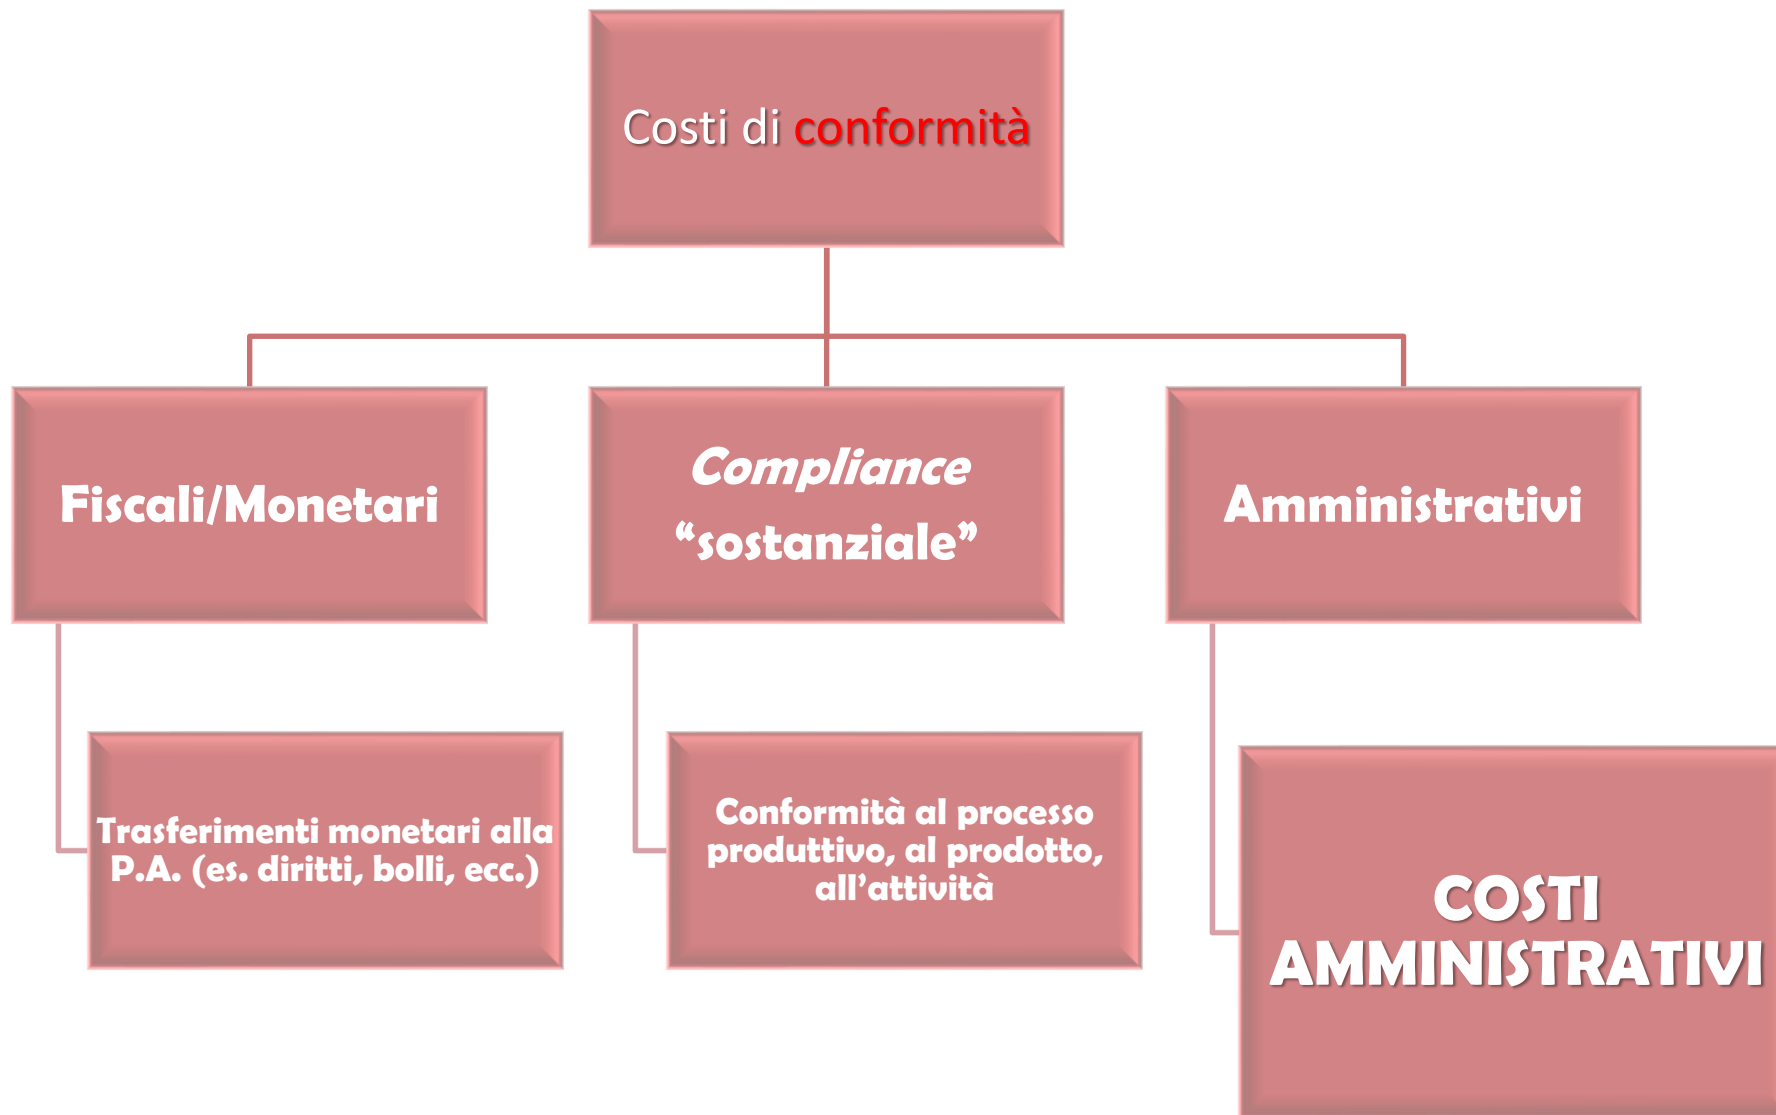 Costi di conformità
Fiscali/Monetari
Compliance
“sostanziale”
Amministrativi
Trasferimenti monetari alla
P.A. (es. diritti, bolli, ecc.)
Conformità al processo
produttivo, al prodotto,
all’attività
COSTI
AMMINISTRATIVI